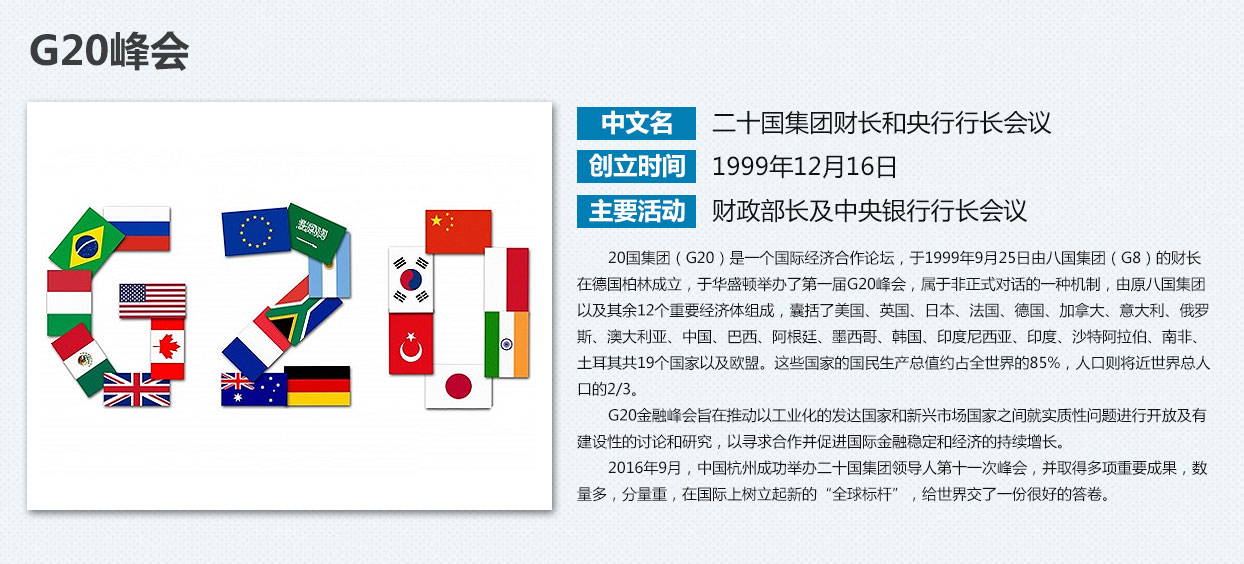 G20峰会
中文名 二十国集团财长和央行行长会议
创立时间 1999年12月16日
主要活动 财政部长及中央银行行长会议
20国集团（G20）是一个国际经济合作论坛，于1999年9月25日由八国集团（G8）的财长
在德国柏林成立，于华盛顿举办了第一届G20峰会，属于非正式对话的一种机制，由原八国集团
以及其余12个重要经济体组成，囊括了美国、英国、日本、法国、德国、加拿大、意大利、俄罗
斯、澳大利亚、中国、巴西、阿根廷、墨西哥、韩国、印度尼西亚、印度、沙特阿拉伯、南非、
土耳其共19个国家以及欧盟。这些国家的国民生产总值约占全世界的85%，人口则将近世界总人
口的2/3。
G20金融峰会旨在推动以工业化的发达国家和新兴市场国家之间就实质性问题进行开放及有
建设性的讨论和研究，以寻求合作并促进国际金融稳定和经济的持续增长。
2016年9月，中国杭州成功举办二十国集团领导人第十一次峰会，并取得多项重要成果，数
量多，分量重，在国际上树立起新的“全球标杆”，给世界交了一份很好的答卷。